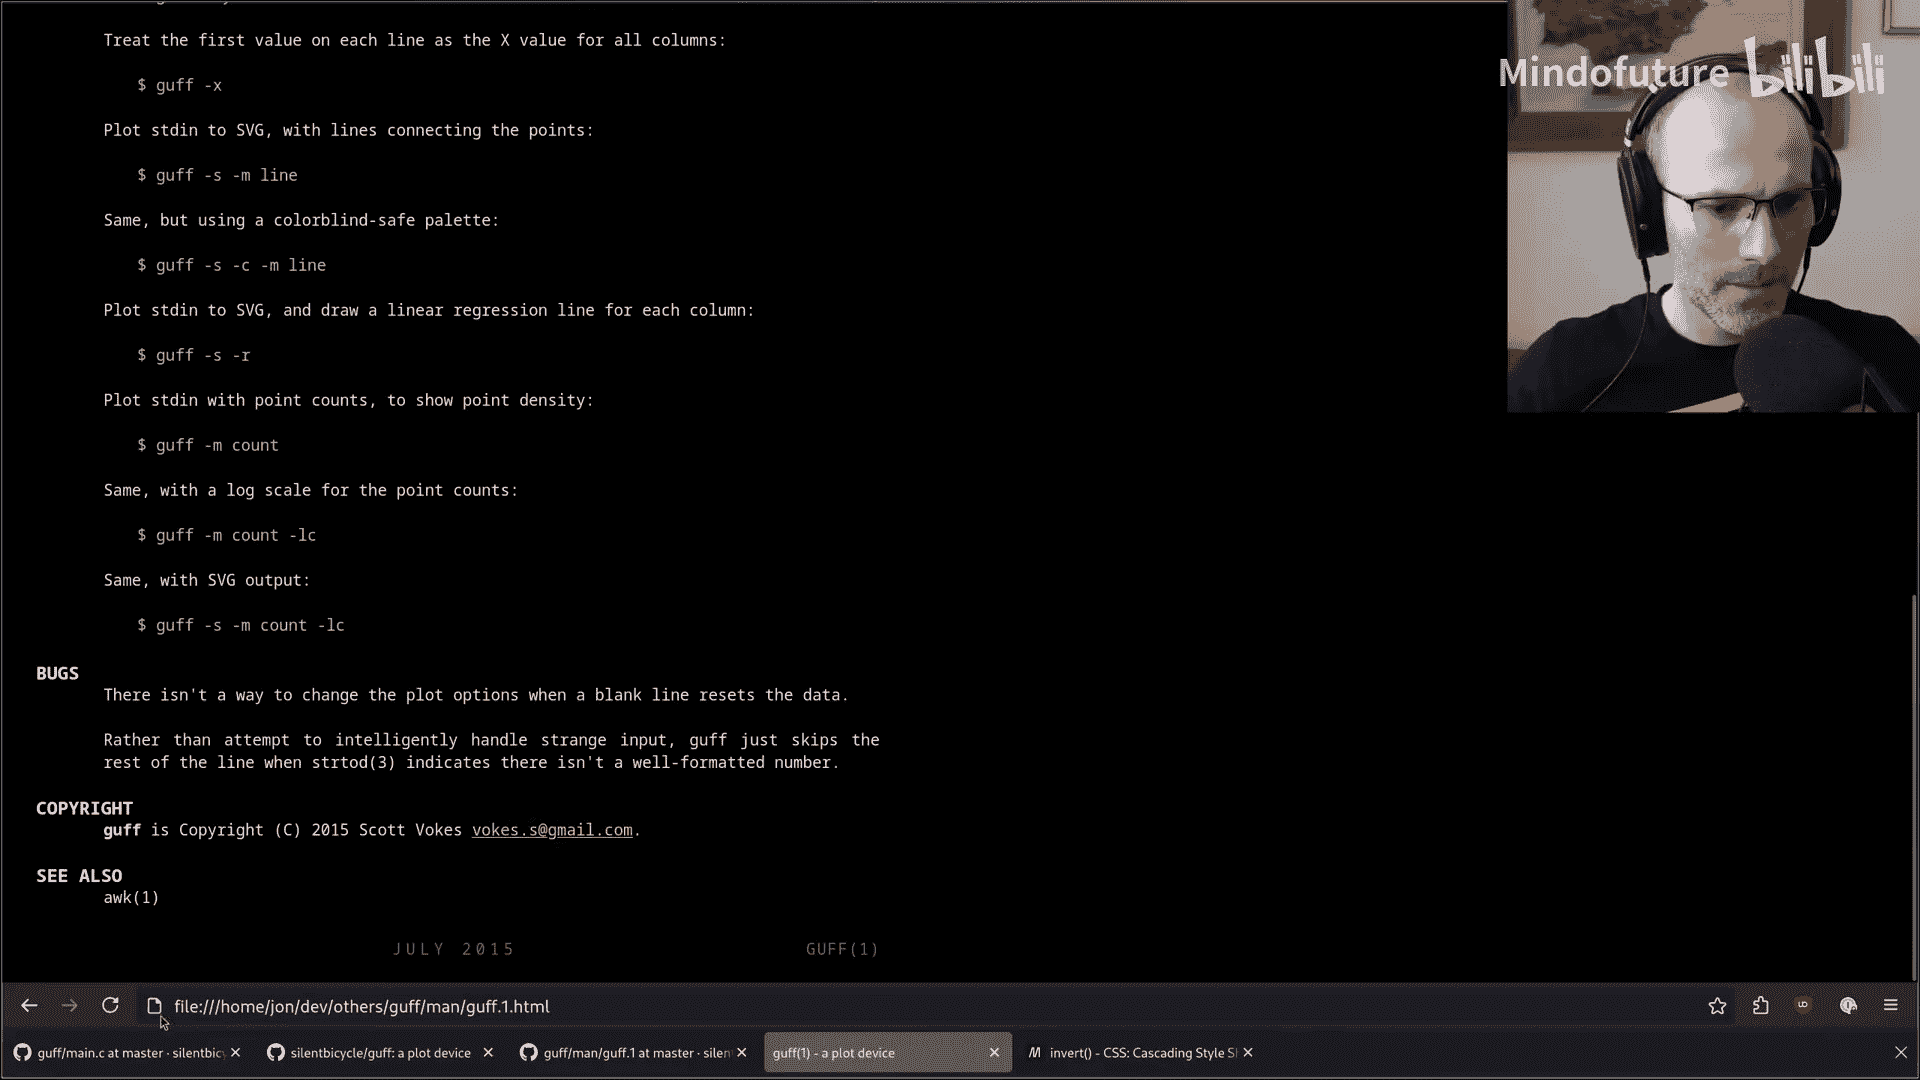 Treat the first value on each line as the X value for all columns:
$ guff -x
Plot stdin to SVG, with lines connecting the points:
$ guff -s -m line
Same, but using a colorblind-safe palette:
$ guff -s -c -m line
Plot stdin to SVG, and draw a linear regression line for each column:
$ guff -s -r
Plot stdin with point counts, to show point density:
$ guff -m count
Same, with a log scale for the point counts:
$ guff -m count -lc
Same, with SVG output:
$ guff -s -m count -lc
BUGS
There isn't a way to change the plot options when a blank line resets the data.
Rather than attempt to intelligently handle strange input, guff just skips the
rest of the line when strtod(3) indicates there isn't a well-formatted number.
COPYRIGHT
guff is Copyright (C) 2015 Scott Vokes vokes.s@gmail.com.
SEE ALSO
awk(1)
JULY 2015 GUFF(1)
Mindofuture bilibili
file:///home/jon/dev/others/guff/man/guff.1.html
guff/main.c at master · silentbic
silentbicycle/guff: a plot device
guff/man/guff.1 at master · silen
guff(1) - a plot device
invert() - CSS: Cascading Style S